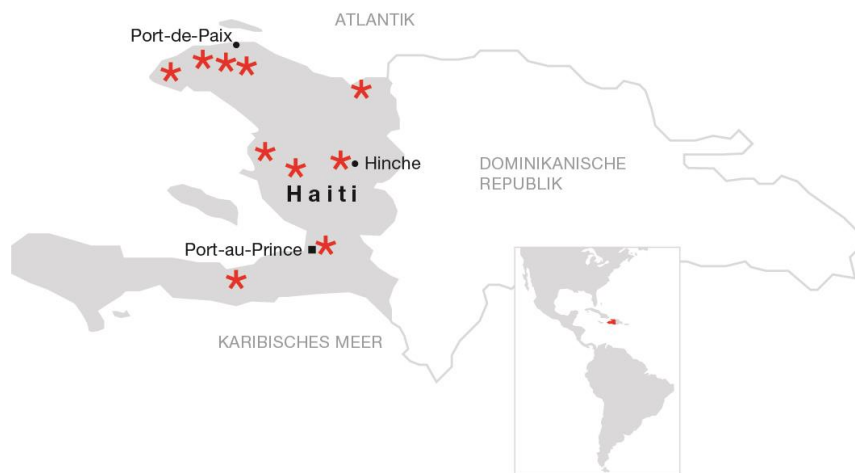 ATLANTIK
Port-de-Paix
Hinche
DOMINIKANISCHE
REPUBLIK
Haiti
Port-au-Prince
KARIBISCHES MEER